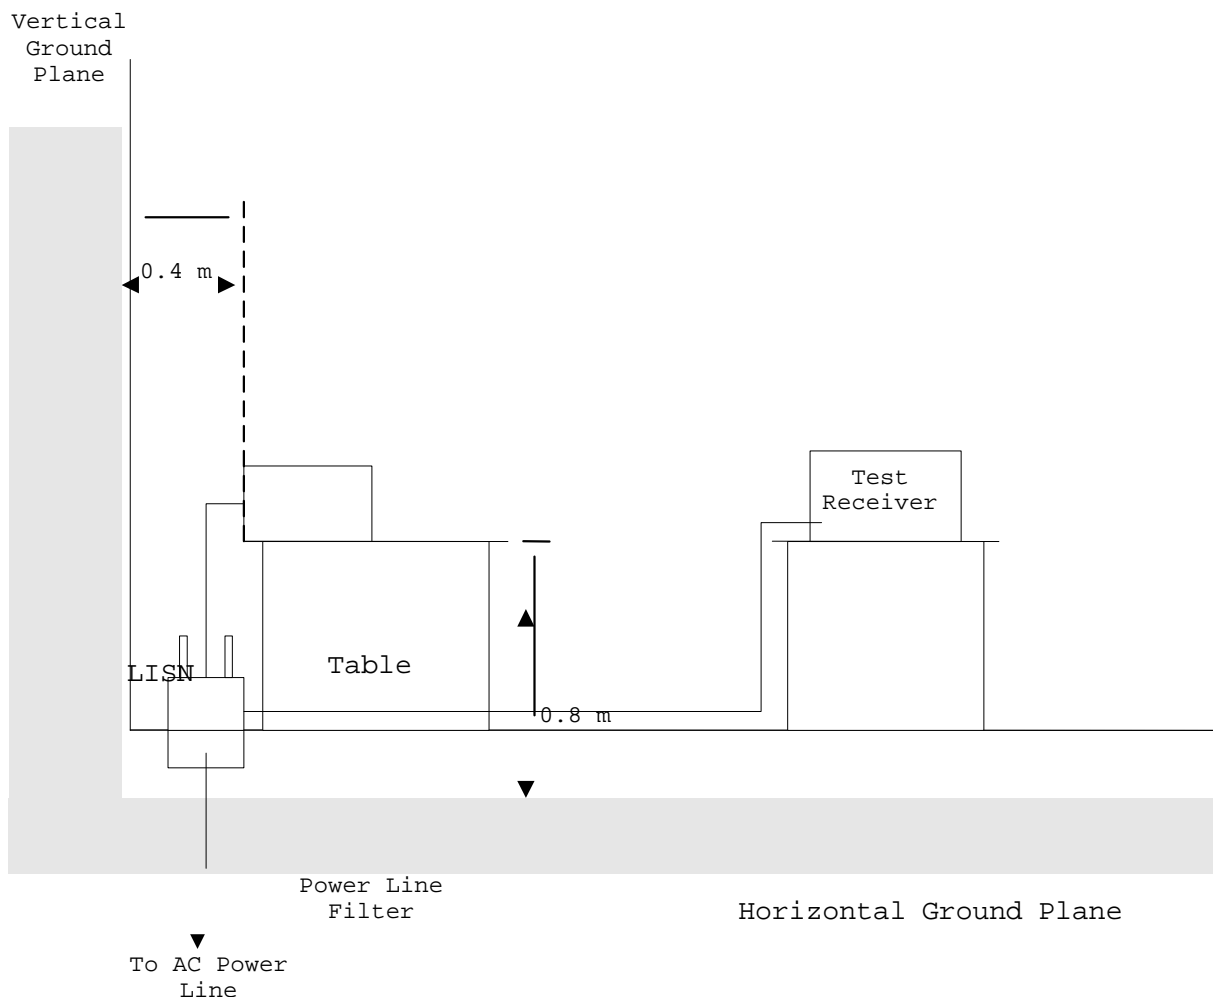 Vertical
Ground
Plane
0.4 m
Test
Receiver
LISN
Table
0.8 m
Power Line
Filter
Horizontal Ground Plane
To AC Power
Line